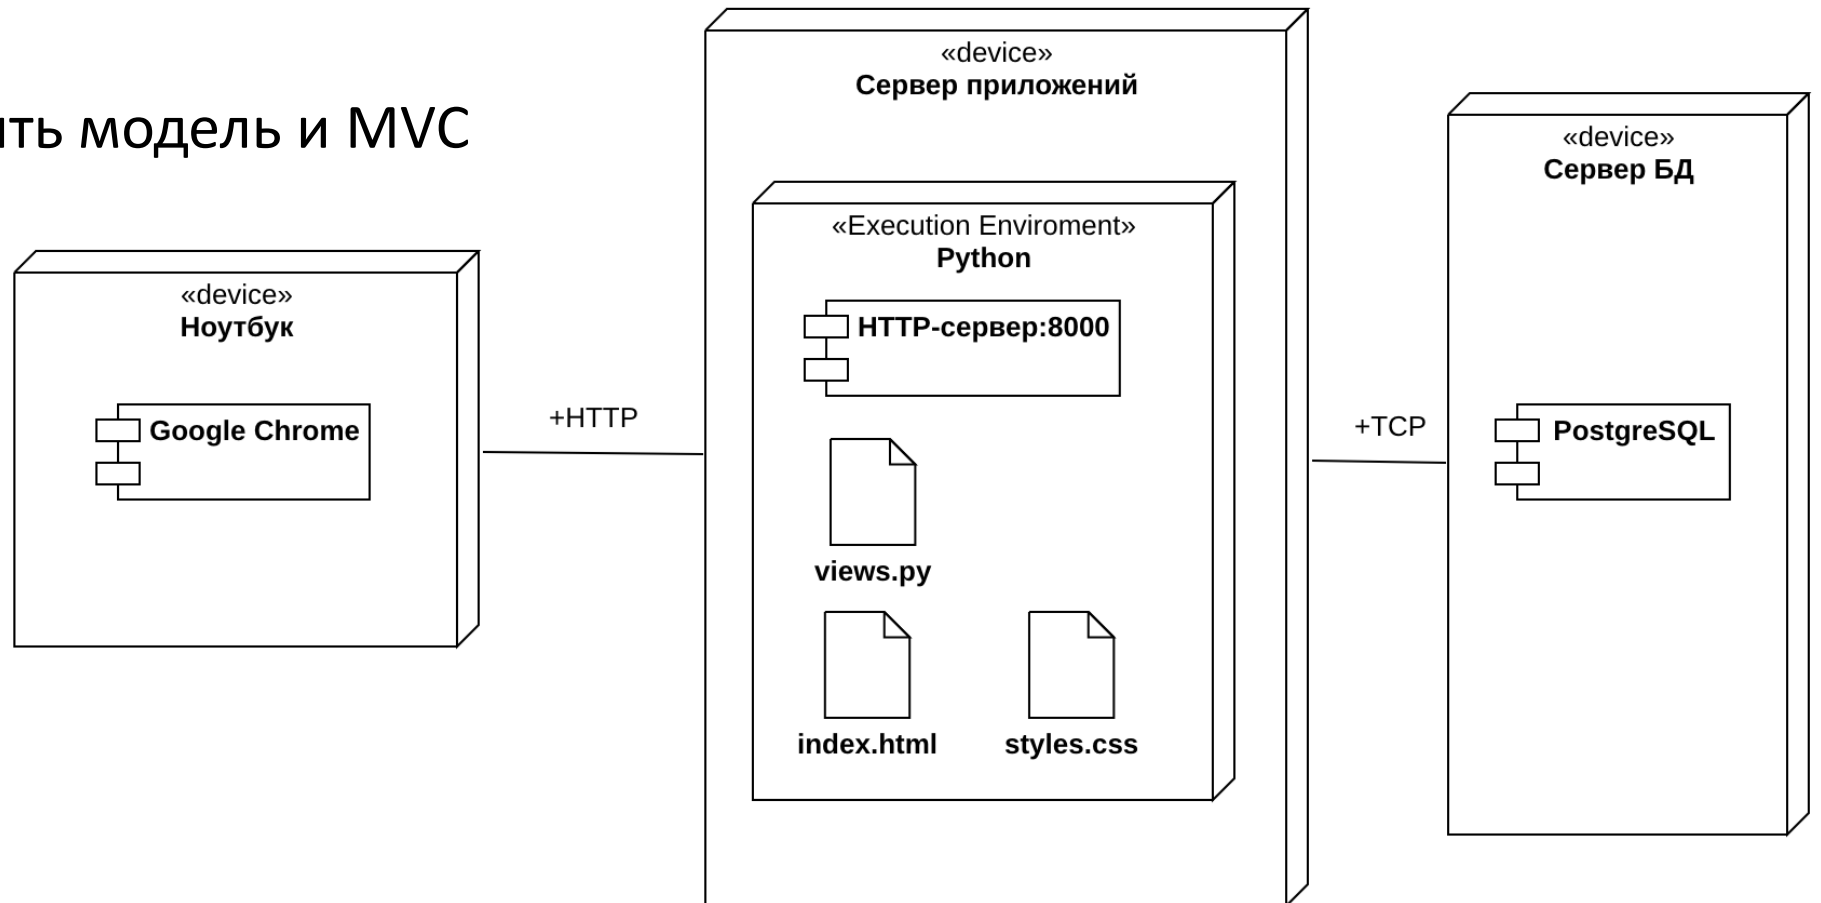 ить модель и MVC
«device»
Ноутбук
Google Chrome
+HTTP
«device»
Сервер приложений
«Execution Enviroment»
Python
HTTP-сервер:8000
views.py
index.html
styles.css
+TCP
«device»
Сервер БД
PostgreSQL